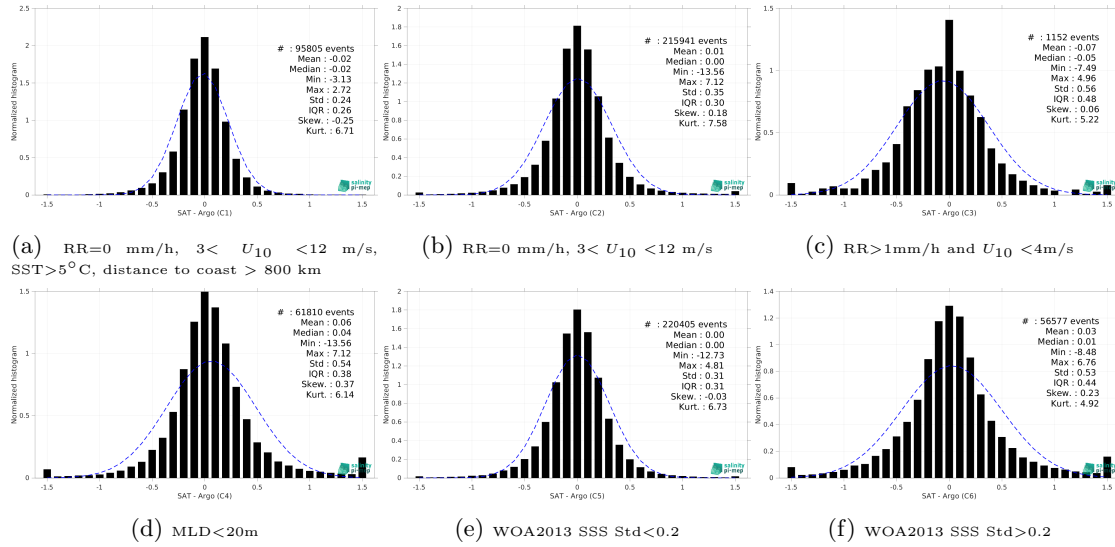 2.5
2
1.5
1
0.5
0
Normalized histogram
# : 95805 events
Mean : -0.02
Median : -0.02
Min : -3.13
Max : 2.72
Std : 0.24
IQR : 0.26
Skew. : -0.25
Kurt. : 6.71
salinity
pi-mep
-1.5 -1 -0.5 0 0.5 1 1.5
SAT - Argo (C1)
(a) RR=0 mm/h, 3< U10 <12 m/s,
SST>5°C, distance to coast > 800 km
2
1.8
1.6
1.4
1.2
1
0.8
0.6
0.4
0.2
0
Normalized histogram
# : 215941 events
Mean : 0.01
Median : 0.00
Min : -13.56
Max : 7.12
Std : 0.35
IQR : 0.30
Skew. : 0.18
Kurt. : 7.58
salinity
pi-mep
-1.5 -1 -0.5 0 0.5 1 1.5
SAT - Argo (C2)
(b) RR=0 mm/h, 3< U10 <12 m/s
1.5
1
0.5
0
Normalized histogram
# : 1152 events
Mean : -0.07
Median : -0.05
Min : -7.49
Max : 4.96
Std : 0.56
IQR : 0.48
Skew. : 0.06
Kurt. : 5.22
salinity
pi-mep
-1.5 -1 -0.5 0 0.5 1 1.5
SAT - Argo (C3)
(c) RR>1mm/h and U10 <4m/s
1.5
1
0.5
0
Normalized histogram
# : 61810 events
Mean : 0.06
Median : 0.04
Min : -13.56
Max : 7.12
Std : 0.54
IQR : 0.38
Skew. : 0.37
Kurt. : 6.14
salinity
pi-mep
-1.5 -1 -0.5 0 0.5 1 1.5
SAT - Argo (C4)
(d) MLD<20m
2
1.8
1.6
1.4
1.2
1
0.8
0.6
0.4
0.2
0
Normalized histogram
# : 220405 events
Mean : 0.00
Median : 0.00
Min : -12.73
Max : 4.81
Std : 0.31
IQR : 0.31
Skew. : -0.03
Kurt. : 6.73
salinity
pi-mep
-1.5 -1 -0.5 0 0.5 1 1.5
SAT - Argo (C5)
(e) WOA2013 SSS Std<0.2
1.4
1.2
1
0.8
0.6
0.4
0.2
0
Normalized histogram
# : 56577 events
Mean : 0.03
Median : 0.01
Min : -8.48
Max : 6.76
Std : 0.53
IQR : 0.44
Skew. : 0.23
Kurt. : 4.92
salinity
pi-mep
-1.5 -1 -0.5 0 0.5 1 1.5
SAT - Argo (C6)
(f) WOA2013 SSS Std>0.2